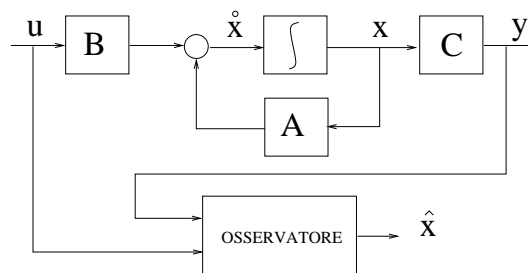 u B x̊ ∫ x C y
A
OSSERVATORE x̂